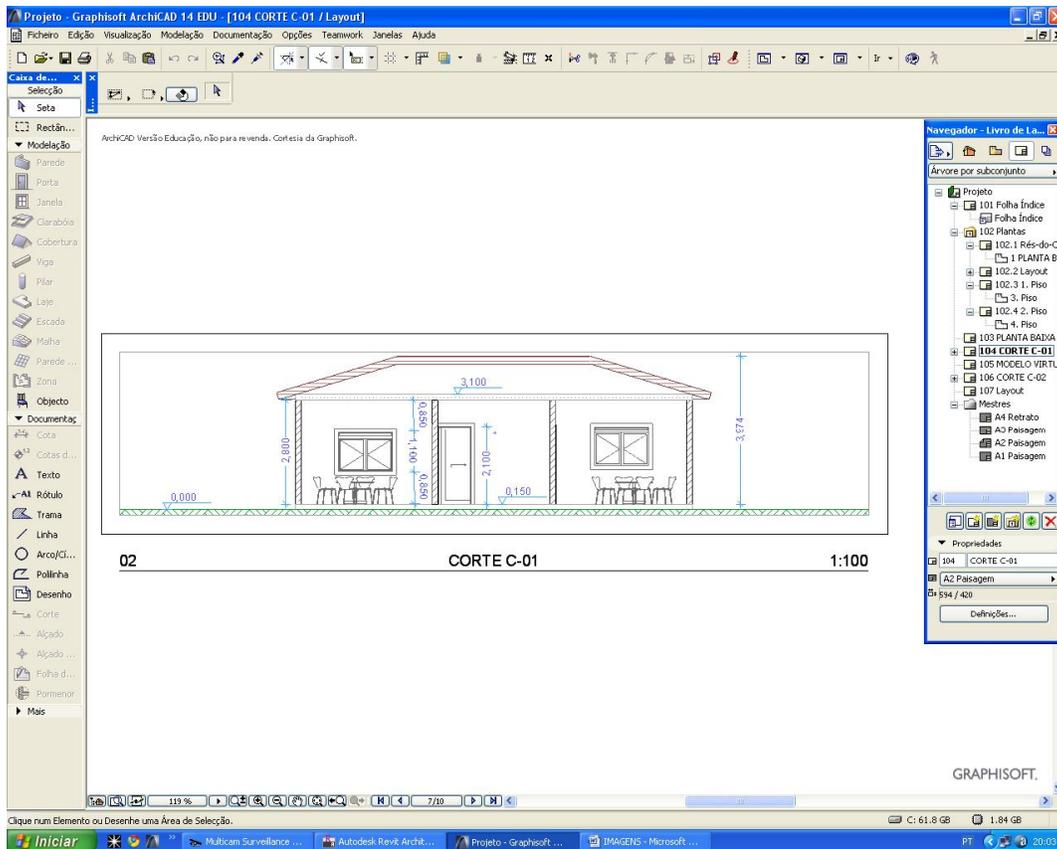 Projeto - Graphisoft ArchiCAD 14 EDU - [104 CORTE C-01 / Layout]
Ficheiro Edição Visualização Modelação Documentação Opções Teamwork Janelas Ajuda
Caixa de...
Selecção
Seta
Rectân...
Modelação
Parede
Porta
Janela
Clarabóia
Cobertura
Viga
Pilar
Laje
Escada
Malha
Parede ...
Zona
Objecto
Documentaç
Cota
Cotas d...
A Texto
A1 Rótulo
Trama
Linha
Arco/Cí...
Polilinha
Desenho
Corte
Alçado
Alçado ...
Folha d...
Pormenor
Mais
ArchiCAD Versão Educação, não para revenda. Cortesia da Graphisoft.
3,100
0,850
1,100
0,850
2,800
2,100
3,974
0,000
0,150
02 CORTE C-01 1:100
GRAPHISOFT.
Navegador - Livro de La...
Árvore por subconjunto
Projeto
101 Folha Índice
Folha Índice
102 Plantas
102.1 Rés-do-C
1 PLANTA B
102.2 Layout
102.3 1. Piso
3. Piso
102.4 2. Piso
4. Piso
103 PLANTA BAIXA
104 CORTE C-01
105 MODELO VIRTU
106 CORTE C-02
107 Layout
Mestres
A4 Retrato
A3 Paisagem
A2 Paisagem
A1 Paisagem
Propriedades
104 CORTE C-01
A2 Paisagem
594 / 420
Definições...
119 % 7/10
Clique num Elemento ou Desenhe uma Área de Selecção.
C: 61.8 GB 1.84 GB
Iniciar
Multicam Surveillance ...
Autodesk Revit Archit...
Projeto - Graphisoft ...
IMAGENS - Microsoft ...
PT 20:03